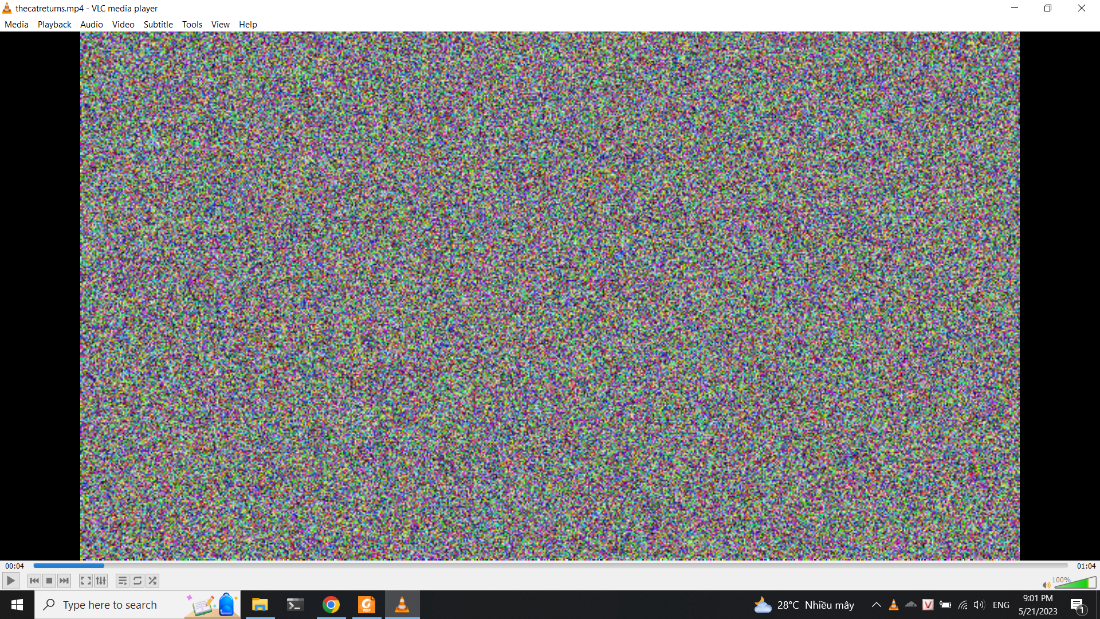 thecatreturns.mp4 - VLC media player
Media Playback Audio Video Subtitle Tools View Help
00:04 01:04
100%
Type here to search
28°C Nhiều mây
V
ENG
9:01 PM
5/21/2023
1